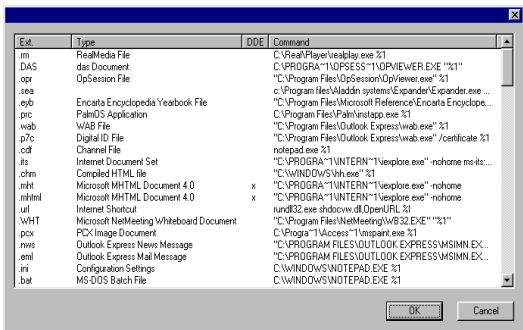 Ext. Type DDE Command
.rm RealMedia File C:\Real\Player\realplay.exe %1
.DAS das Document C:\PROGRA~1\OPSESS~1\OPVIEWER.EXE "%1"
.opr OpSession File "C:\Program Files\OpSession\OpViewer.exe" %1
.sea c:\Program files\Aladdin systems\Expander\Expander.exe ...
.eyb Encarta Encyclopedia Yearbook File "C:\Program Files\Microsoft Reference\Encarta Encyclope...
.prc PalmOS Application C:\Program Files\Palm\instapp.exe %1
.wab WAB File "C:\Program Files\Outlook Express\wab.exe" %1
.p7c Digital ID File "C:\Program Files\Outlook Express\wab.exe" /certificate %1
.cdf Channel File notepad.exe %1
.its Internet Document Set "C:\PROGRA~1\INTERN~1\iexplore.exe" -nohome ms-its:...
.chm Compiled HTML file "C:\WINDOWS\hh.exe" %1
.mht Microsoft MHTML Document 4.0 x "C:\PROGRA~1\INTERN~1\iexplore.exe" -nohome
.mhtml Microsoft MHTML Document 4.0 x "C:\PROGRA~1\INTERN~1\iexplore.exe" -nohome
.url Internet Shortcut rundll32.exe shdocvw.dll,OpenURL %l
.WHT Microsoft NetMeeting Whiteboard Document "C:\Program Files\NetMeeting\WB32.EXE" "%1"
.pcx PCX Image Document C:\Progra~1\Access~1\mspaint.exe %1
.nws Outlook Express News Message "C:\PROGRAM FILES\OUTLOOK EXPRESS\MSIMN.EX...
.eml Outlook Express Mail Message "C:\PROGRAM FILES\OUTLOOK EXPRESS\MSIMN.EX...
.ini Configuration Settings C:\WINDOWS\NOTEPAD.EXE %1
.bat MS-DOS Batch File C:\WINDOWS\NOTEPAD.EXE %1
OK Cancel